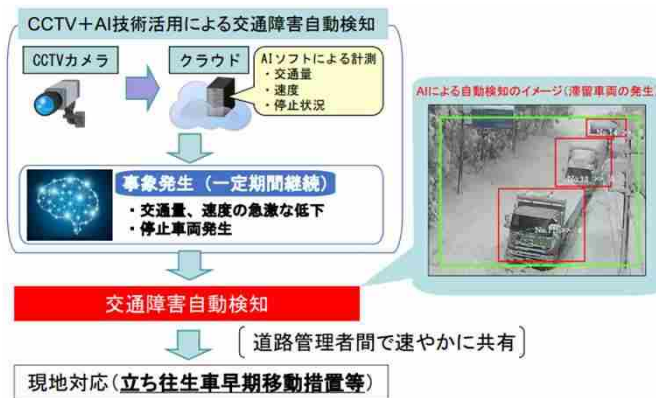 CCTV+AI技術活用による交通障害自動検知
CCTVカメラ
クラウド
AIソフトによる計測
・交通量
・速度
・停止状況
事象発生(一定期間継続)
・交通量、速度の急激な低下
・停止車両発生
AIによる自動検知のイメージ(滞留車両の発生)
交通障害自動検知
道路管理者間で速やかに共有
現地対応(立ち往生車早期移動措置等)